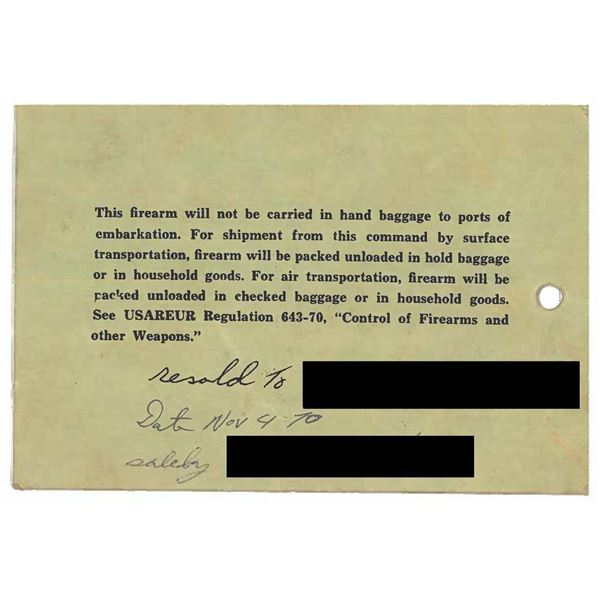 This firearm will not be carried in hand baggage to ports of
embarkation. For shipment from this command by surface
transportation, firearm will be packed unloaded in hold baggage
or in household goods. For air transportation, firearm will be
packed unloaded in checked baggage or in household goods.
See USAREUR Regulation 643-70, “Control of Firearms and
other Weapons.”
resold To
Date Nov 4-70
saleby